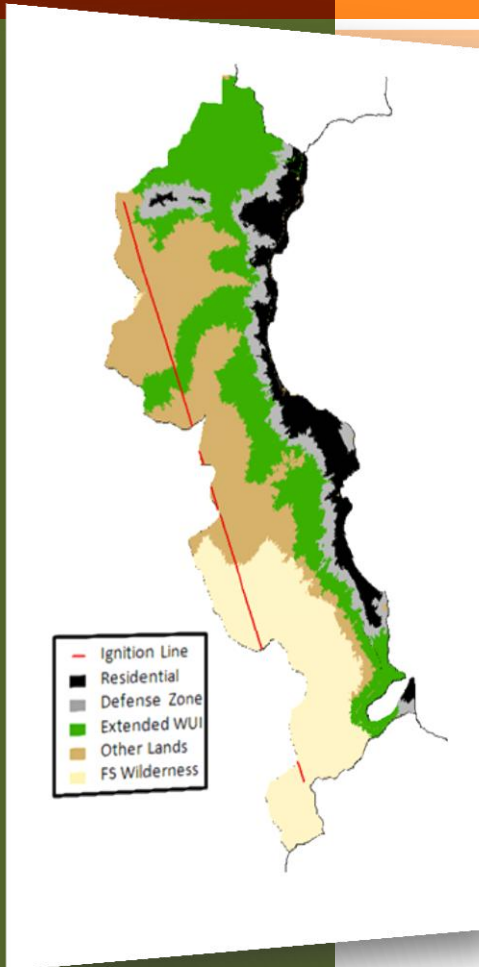 Ignition Line
Residential
Defense Zone
Extended WUI
Other Lands
FS Wilderness